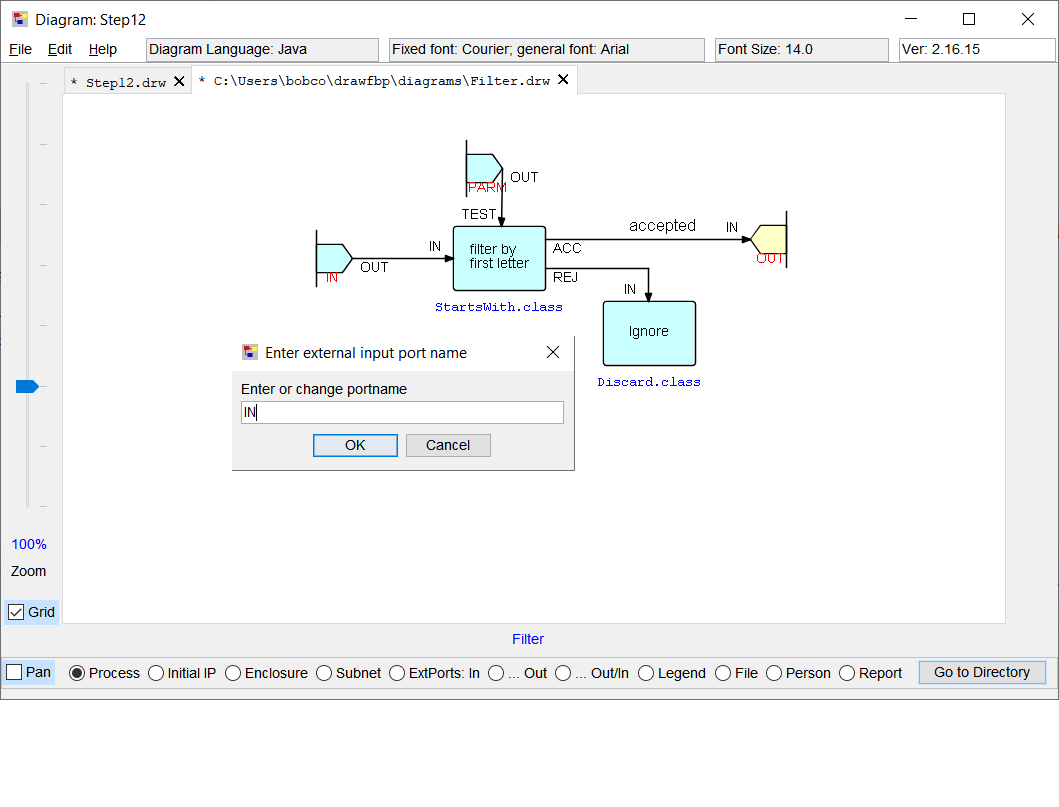 Diagram: Step12
File Edit Help Diagram Language: Java Fixed font: Courier; general font: Arial Font Size: 14.0 Ver: 2.16.15
* Step12.drw * C:\Users\bobco\drawfbp\diagrams\Filter.drw
OUT
PARM
TEST
accepted IN
IN
filter by
first letter
ACC
OUT
OUT
IN
REJ
IN
StartsWith.class
Ignore
Discard.class
Enter external input port name
Enter or change portname
IN
OK Cancel
100%
Zoom
Grid
Filter
Pan Process Initial IP Enclosure Subnet ExtPorts: In ... Out ... Out/In Legend File Person Report Go to Directory